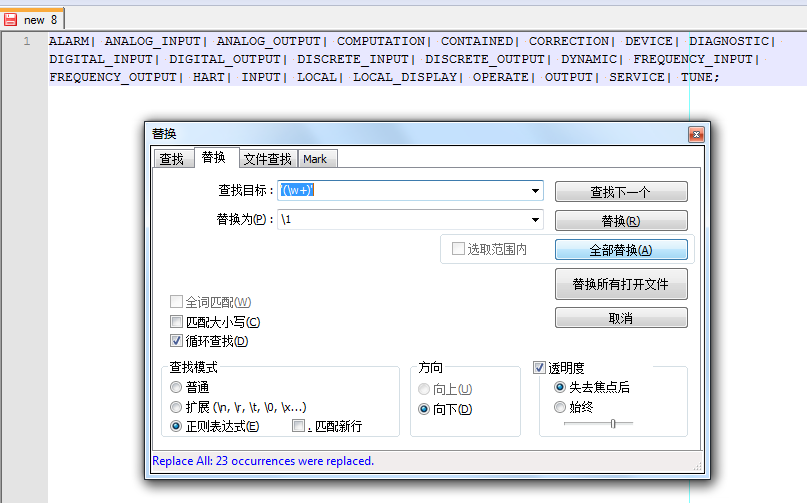 new 8
1 ALARM| ANALOG_INPUT| ANALOG_OUTPUT| COMPUTATION| CONTAINED| CORRECTION| DEVICE| DIAGNOSTIC|
DIGITAL_INPUT| DIGITAL_OUTPUT| DISCRETE_INPUT| DISCRETE_OUTPUT| DYNAMIC| FREQUENCY_INPUT|
FREQUENCY_OUTPUT| HART| INPUT| LOCAL| LOCAL_DISPLAY| OPERATE| OUTPUT| SERVICE| TUNE;
替换
查找 替换 文件查找 Mark
查找目标: '(\w+)' 查找下一个
替换为(P): \1 替换(R)
选取范围内 全部替换(A)
替换所有打开文件
全词匹配(W)
匹配大小写(C) 取消
循环查找(D)
查找模式 方向 透明度
普通 向上(U) 失去焦点后
扩展 (\n, \r, \t, \0, \x...) 向下(D) 始终
正则表达式(E) . 匹配新行
Replace All: 23 occurrences were replaced.